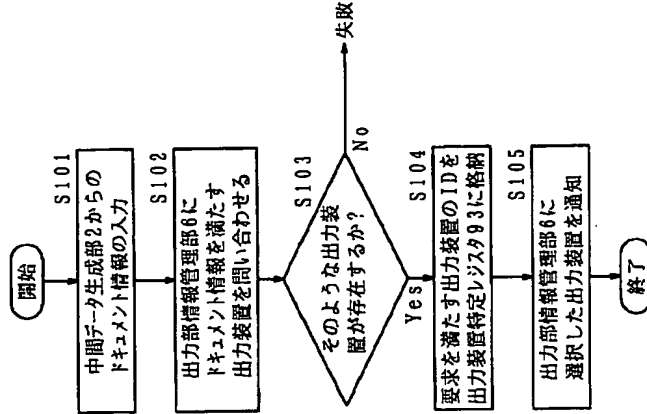 開始
S101
中間データ生成部2からの
ドキュメント情報の入力
S102
出力部情報管理部6に
ドキュメント情報を満たす
出力装置を問い合わせる
S103
そのような出力装
置が存在するか?
No
失敗
Yes
S104
要求を満たす出力装置のIDを
出力装置特定レジスタ93に格納
S105
出力部情報管理部6に
選択した出力装置を通知
終了